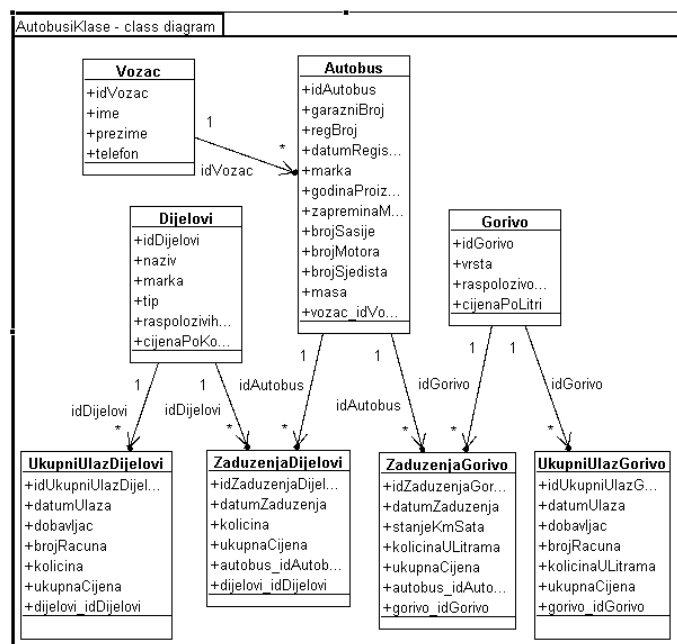 AutobusiKlase - class diagram
Vozac
+idVozac
+ime
+prezime
+telefon
1
*
idVozac
Autobus
+idAutobus
+garazniBroj
+regBroj
+datumRegis...
+marka
+godinaProiz...
+zapreminaM...
+brojSasije
+brojMotora
+brojSjedista
+masa
+vozac_idVo...
Dijelovi
+idDijelovi
+naziv
+marka
+tip
+raspolozivih...
+cijenaPoKo...
Gorivo
+idGorivo
+vrsta
+raspolozivo...
+cijenaPoLitri
1
idDijelovi
*
1
idDijelovi
*
1
idAutobus
*
1
idAutobus
*
1
idGorivo
*
1
idGorivo
*
UkupniUlazDijelovi
+idUkupniUlazDijel...
+datumUlaza
+dobavljac
+brojRacuna
+kolicina
+ukupnaCijena
+dijelovi_idDijelovi
ZaduzenjaDijelovi
+idZaduzenjaDijel...
+datumZaduzenja
+kolicina
+ukupnaCijena
+autobus_idAutob...
+dijelovi_idDijelovi
ZaduzenjaGorivo
+idZaduzenjaGor...
+datumZaduzenja
+stanjeKmSata
+kolicinaULitrama
+ukupnaCijena
+autobus_idAuto...
+gorivo_idGorivo
UkupniUlazGorivo
+idUkupniUlazG...
+datumUlaza
+dobavljac
+brojRacuna
+kolicinaULitrama
+ukupnaCijena
+gorivo_idGorivo